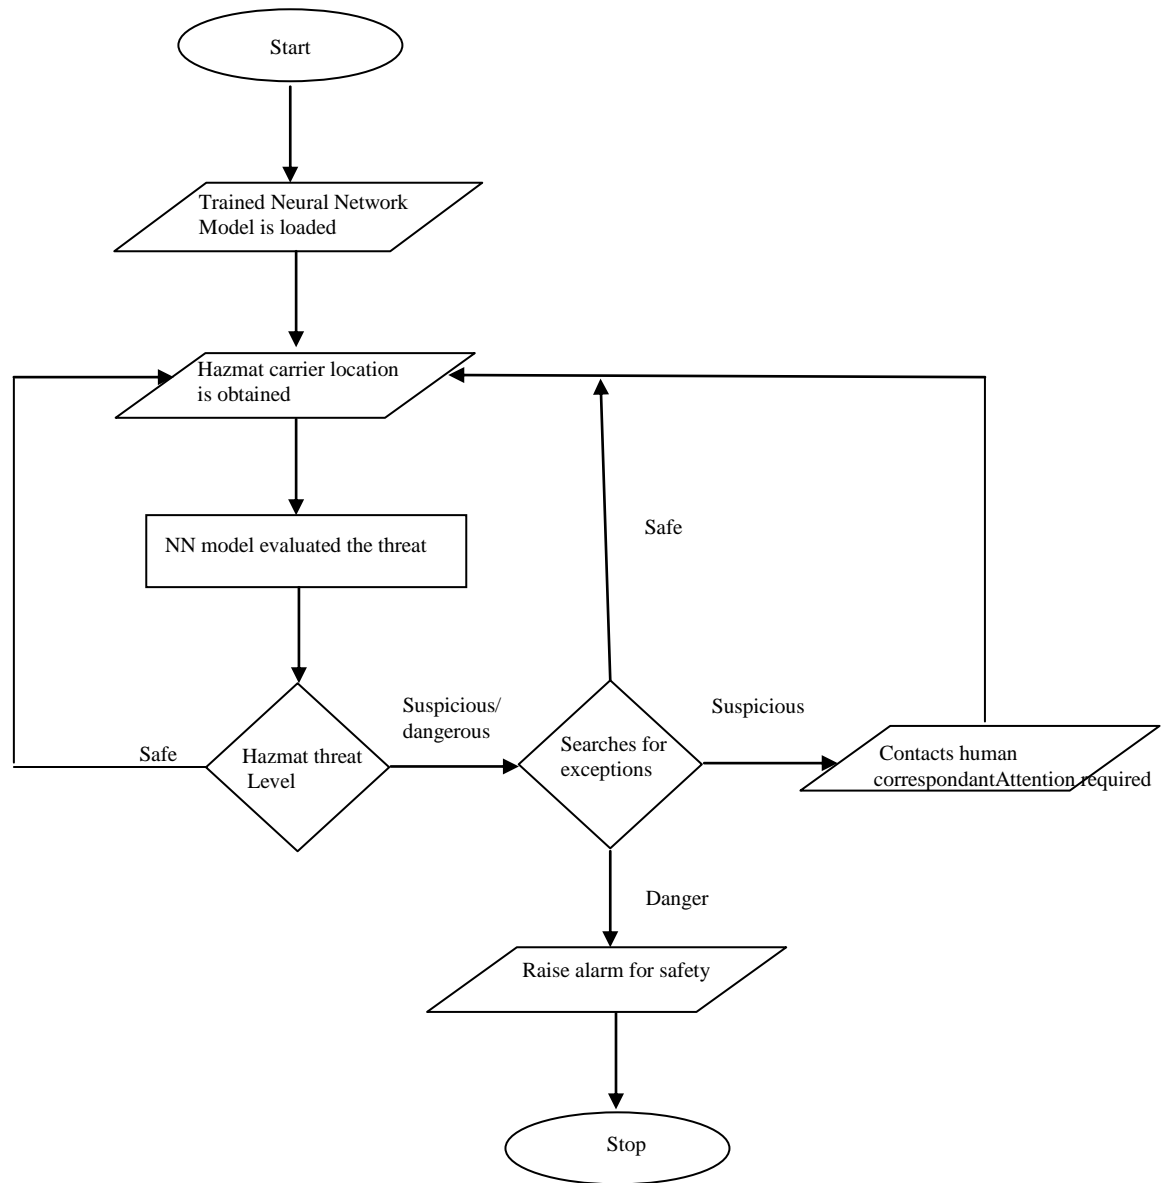 Start
Trained Neural Network
Model is loaded
Hazmat carrier location
is obtained
NN model evaluated the threat
Safe
Hazmat threat
Level
Suspicious/
dangerous
Searches for
exceptions
Safe
Suspicious
Contacts human
correspondantAttention required
Danger
Raise alarm for safety
Stop